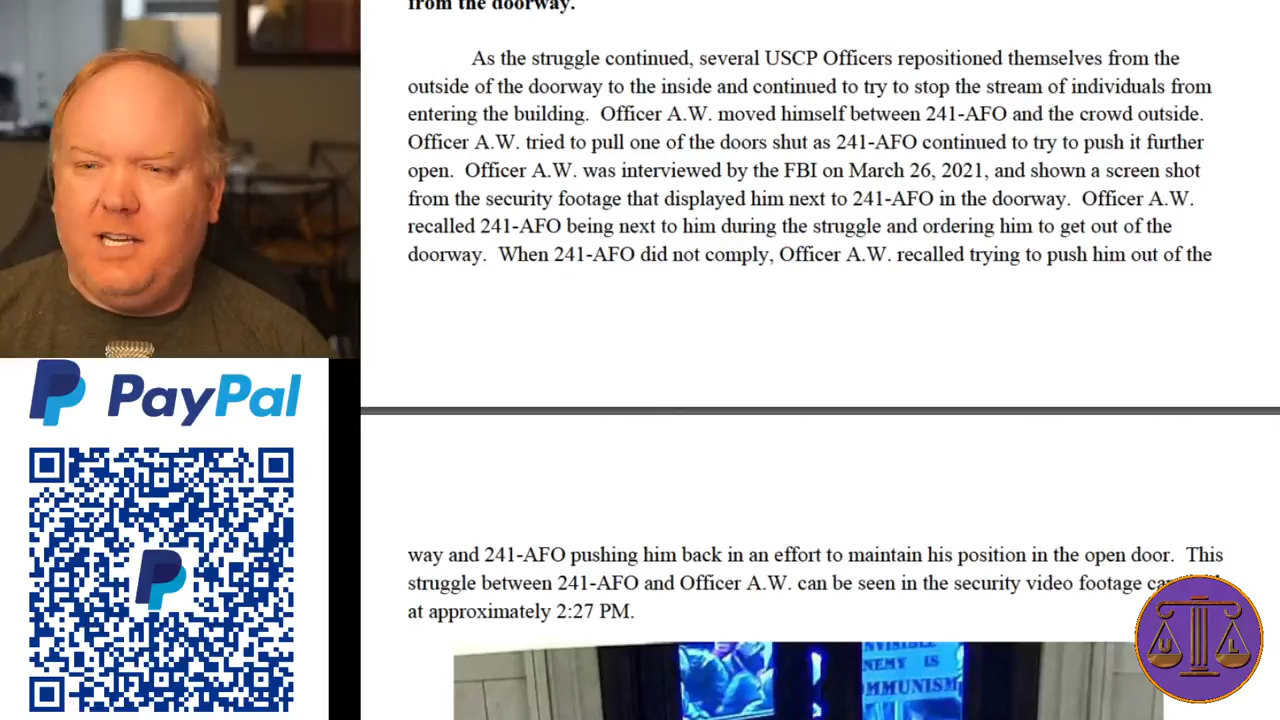 from the doorway.
As the struggle continued, several USCP Officers repositioned themselves from the
outside of the doorway to the inside and continued to try to stop the stream of individuals from
entering the building. Officer A.W. moved himself between 241-AFO and the crowd outside.
Officer A.W. tried to pull one of the doors shut as 241-AFO continued to try to push it further
open. Officer A.W. was interviewed by the FBI on March 26, 2021, and shown a screen shot
from the security footage that displayed him next to 241-AFO in the doorway. Officer A.W.
recalled 241-AFO being next to him during the struggle and ordering him to get out of the
doorway. When 241-AFO did not comply, Officer A.W. recalled trying to push him out of the
PayPal
way and 241-AFO pushing him back in an effort to maintain his position in the open door. This
struggle between 241-AFO and Officer A.W. can be seen in the security video footage
at approximately 2:27 PM.
NVISIBLE
NEMY IS
MMUNISM
U L